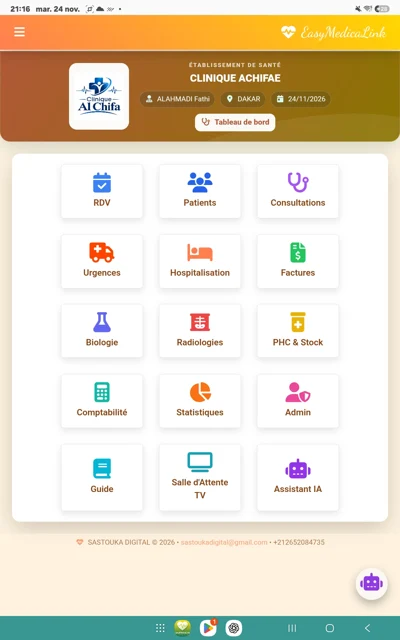 21:16 mar. 24 nov.
EasyMedicaLink
ÉTABLISSEMENT DE SANTÉ
CLINIQUE ACHIFAE
Clinique
Al Chifa
ALAHMADI Fathi DAKAR 24/11/2026
Tableau de bord
RDV Patients Consultations
Urgences Hospitalisation Factures
Biologie Radiologies PHC & Stock
Comptabilité Statistiques Admin
Guide Salle d'Attente TV Assistant IA
SASTOUKA DIGITAL © 2026 • sastoukadigital@gmail.com • +212652084735